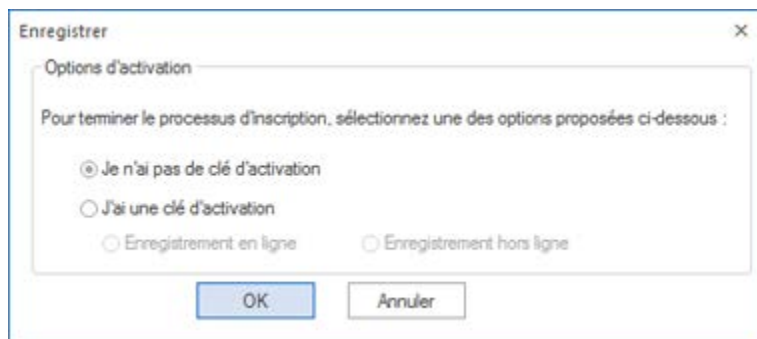 Enregistrer
Options d'activation
Pour terminer le processus d'inscription, sélectionnez une des options proposées ci-dessous :
Je n'ai pas de clé d'activation
J'ai une clé d'activation
Enregistrement en ligne Enregistrement hors ligne
OK Annuler